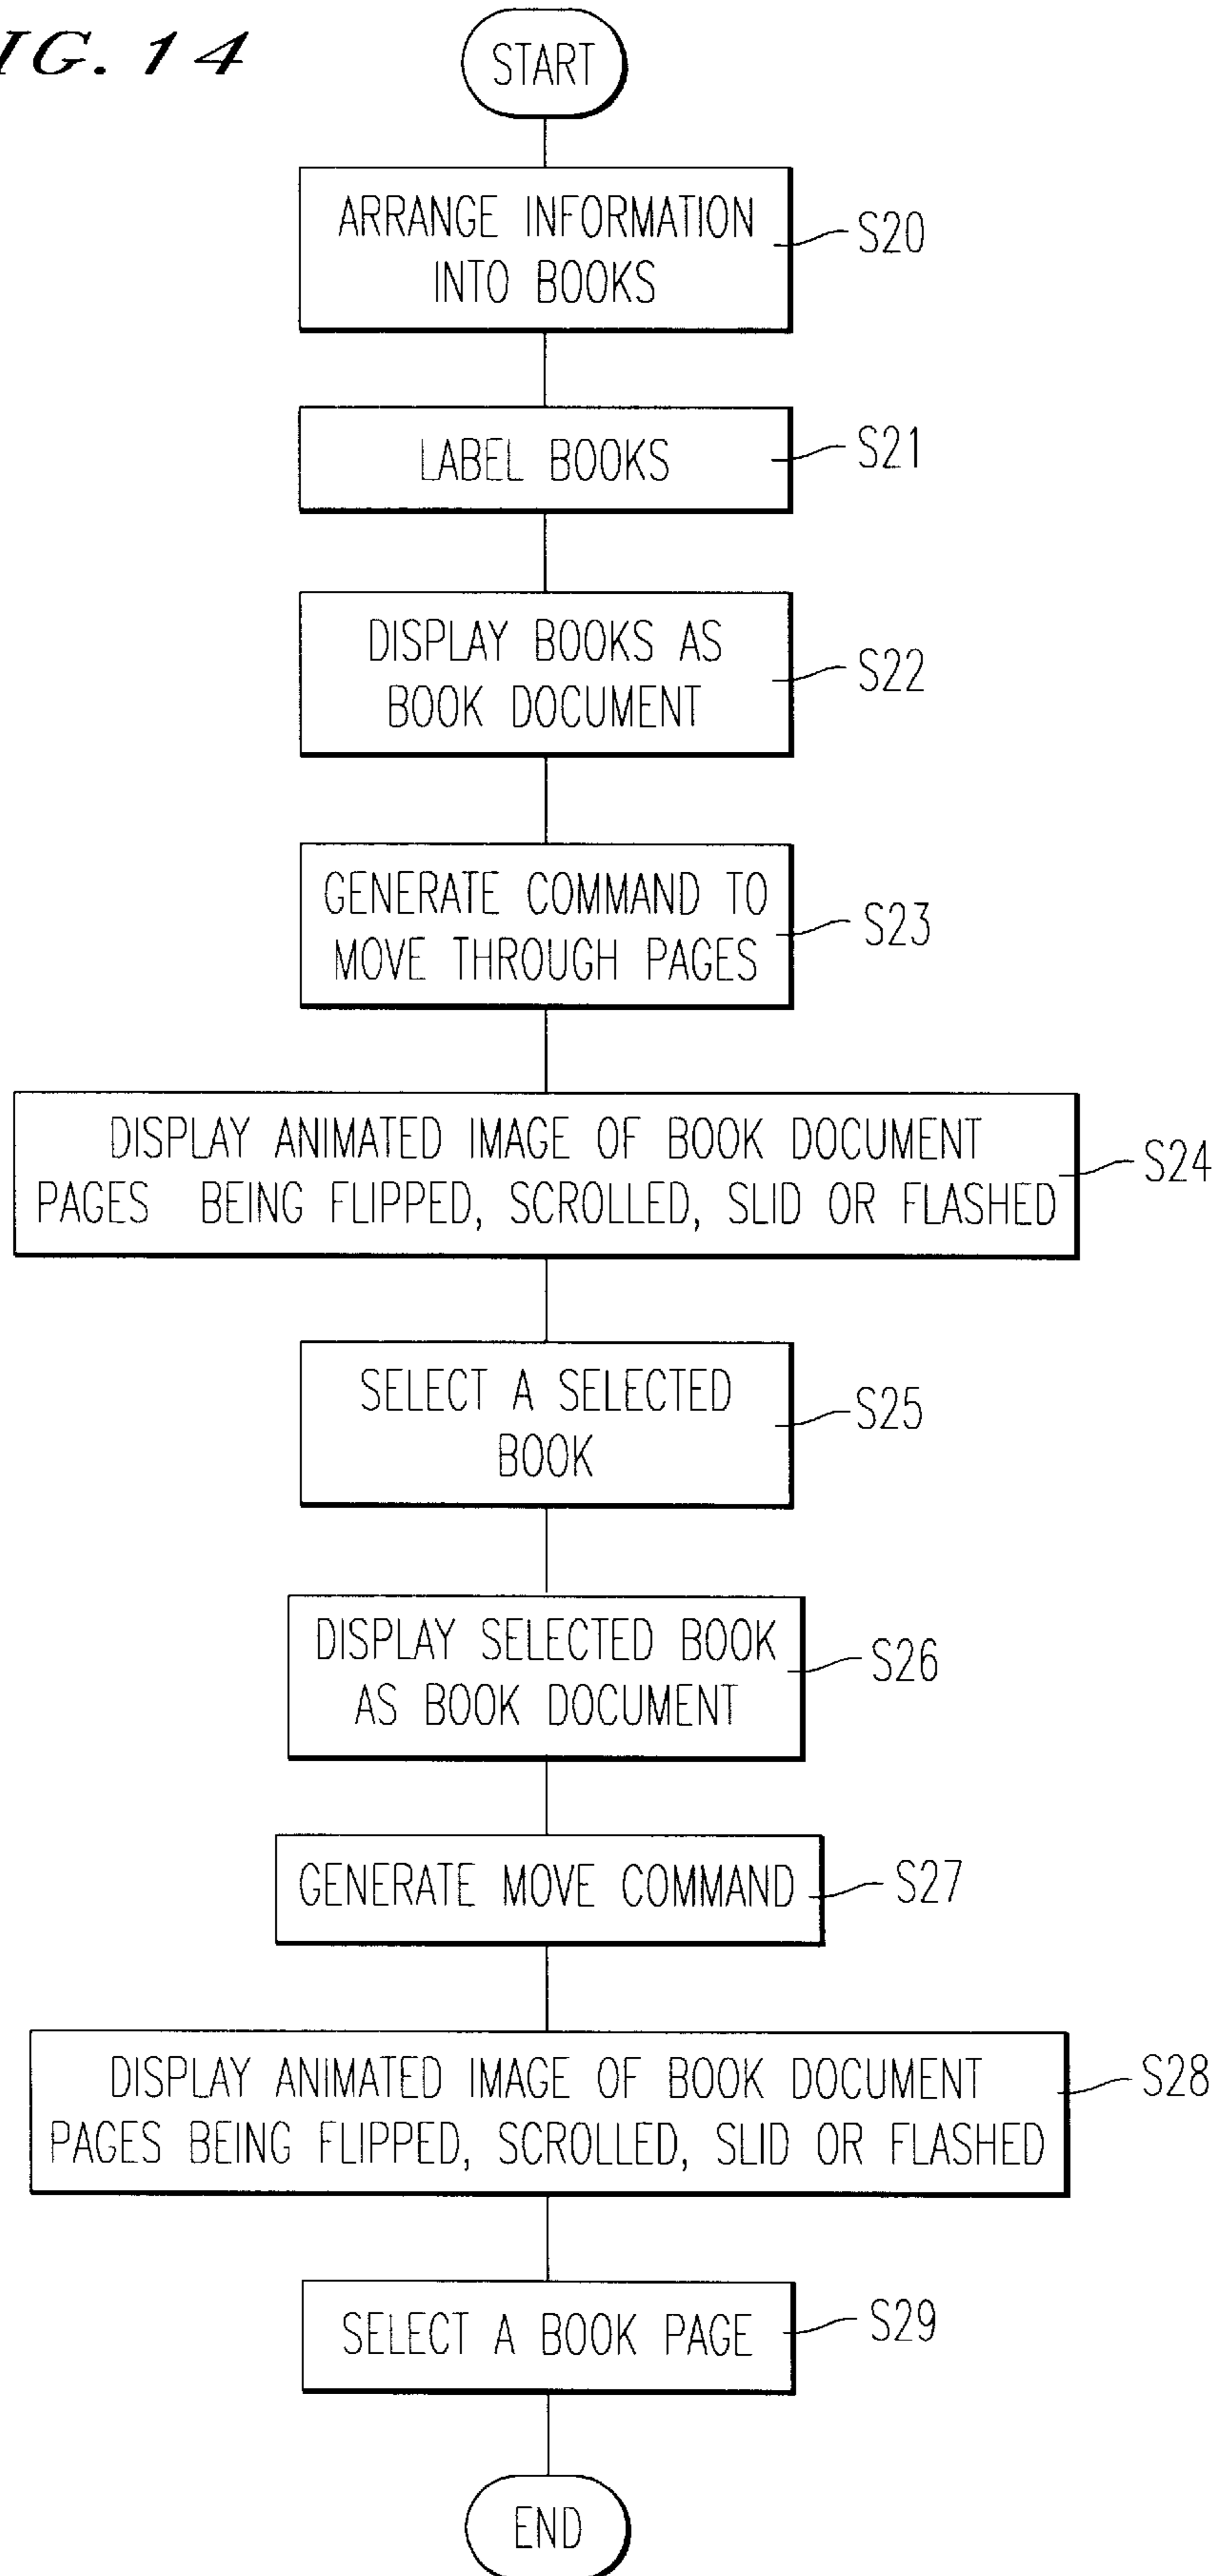 IG. 14
START
ARRANGE INFORMATION
INTO BOOKS
S20
LABEL BOOKS
S21
DISPLAY BOOKS AS
BOOK DOCUMENT
S22
GENERATE COMMAND TO
MOVE THROUGH PAGES
S23
DISPLAY ANIMATED IMAGE OF BOOK DOCUMENT
PAGES BEING FLIPPED, SCROLLED, SLID OR FLASHED
S24
SELECT A SELECTED
BOOK
S25
DISPLAY SELECTED BOOK
AS BOOK DOCUMENT
S26
GENERATE MOVE COMMAND
S27
DISPLAY ANIMATED IMAGE OF BOOK DOCUMENT
PAGES BEING FLIPPED, SCROLLED, SLID OR FLASHED
S28
SELECT A BOOK PAGE
S29
END